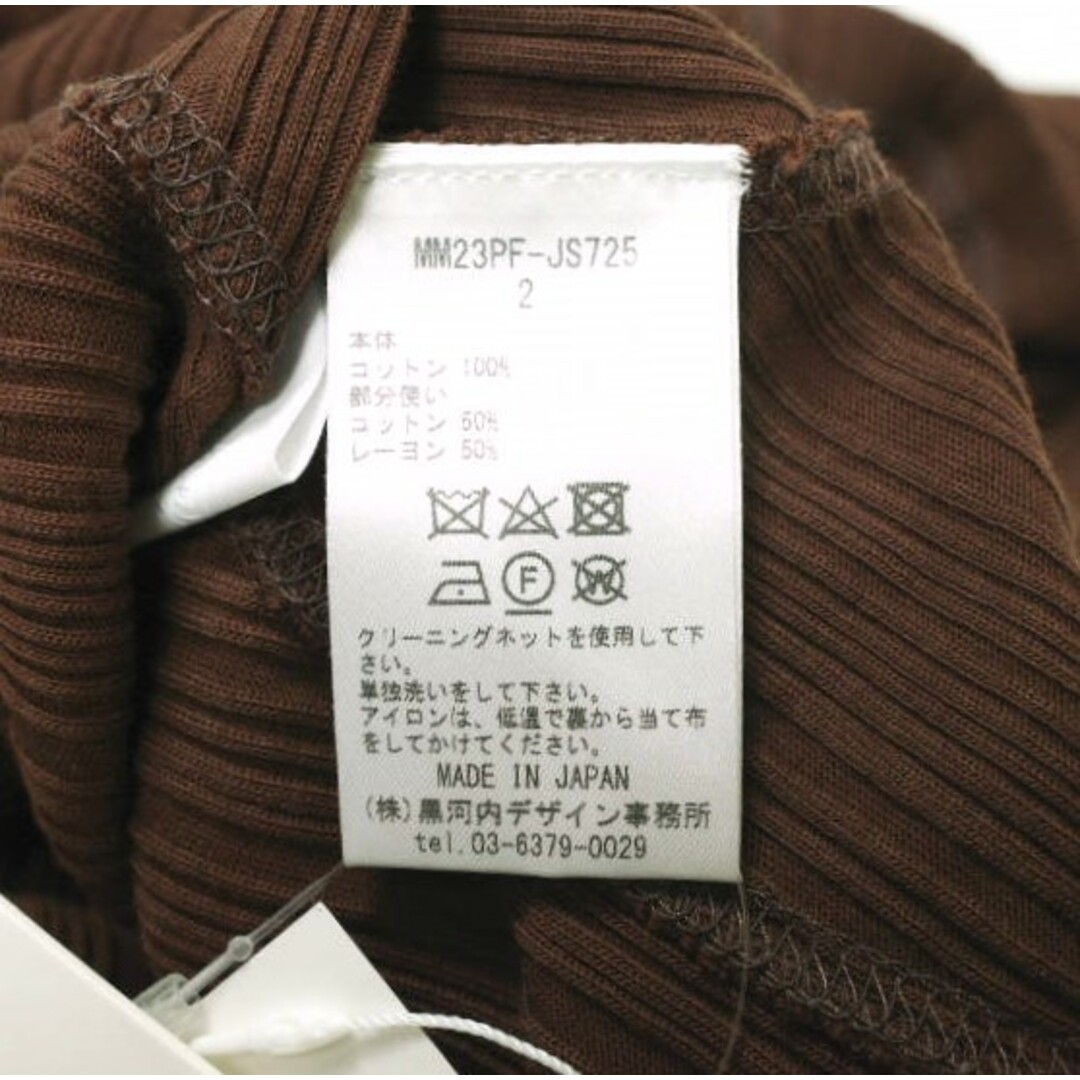 MM23PF-JS725
2
本体
コットン 100%
部分使い
コットン 50%
レーヨン 50%
F
W
クリーニングネットを使用して下
さい。
単独洗いをして下さい。
アイロンは、低温で裏から当て布
をしてかけてください。
MADE IN JAPAN
(株)黒河内デザイン事務所
tel.03-6379-0029